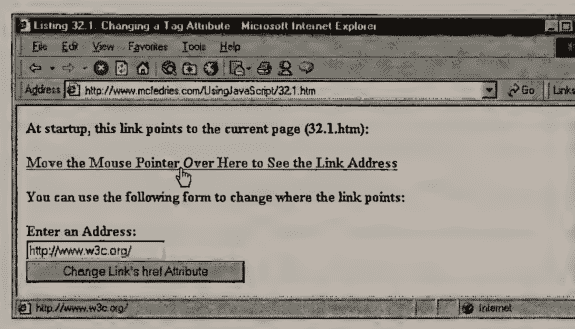 Listing 32.1. Changing a Tag Attribute - Microsoft Internet Explorer
File Edit View Favorites Tools Help
Address http://www.mcfedries.com/UsingJavaScript/32.1.htm Go Links
At startup, this link points to the current page (32.1.htm):
Move the Mouse Pointer Over Here to See the Link Address
You can use the following form to change where the link points:
Enter an Address:
http://www.w3c.org/
Change Link's href Attribute
http://www.w3c.org/ Internet